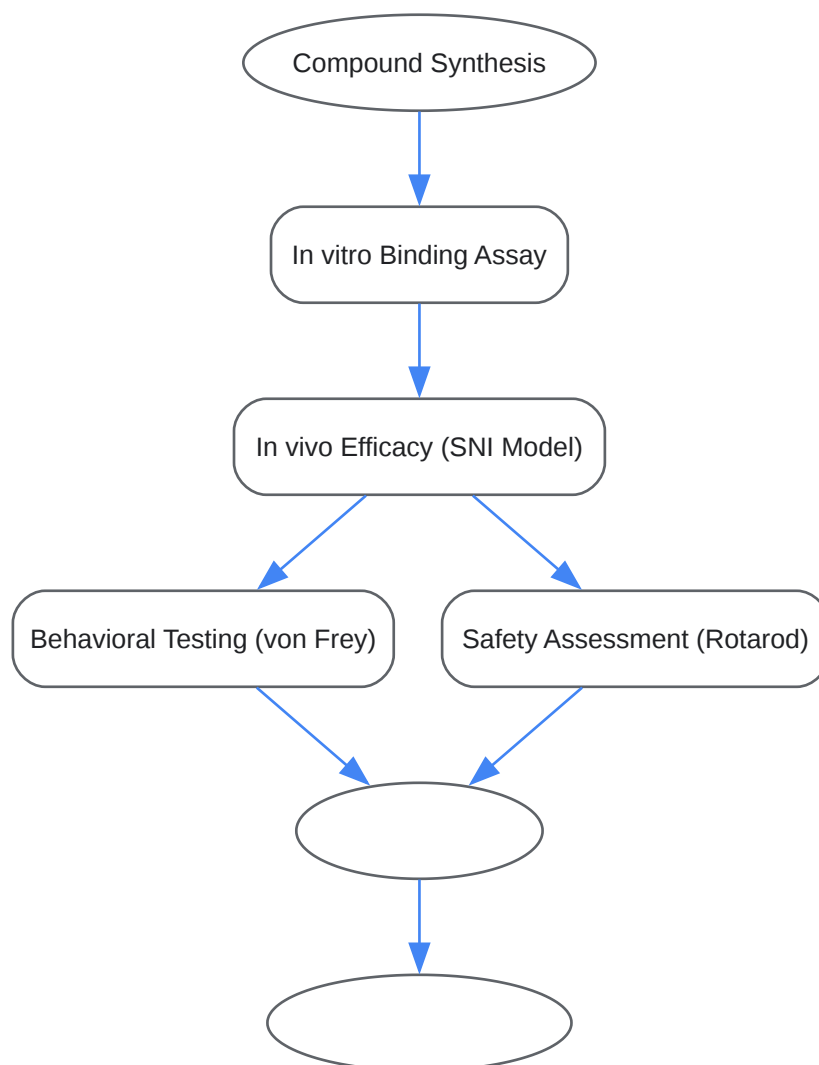 Compound Synthesis
In vitro Binding Assay
In vivo Efficacy (SNI Model)
Behavioral Testing (von Frey)
Safety Assessment (Rotarod)